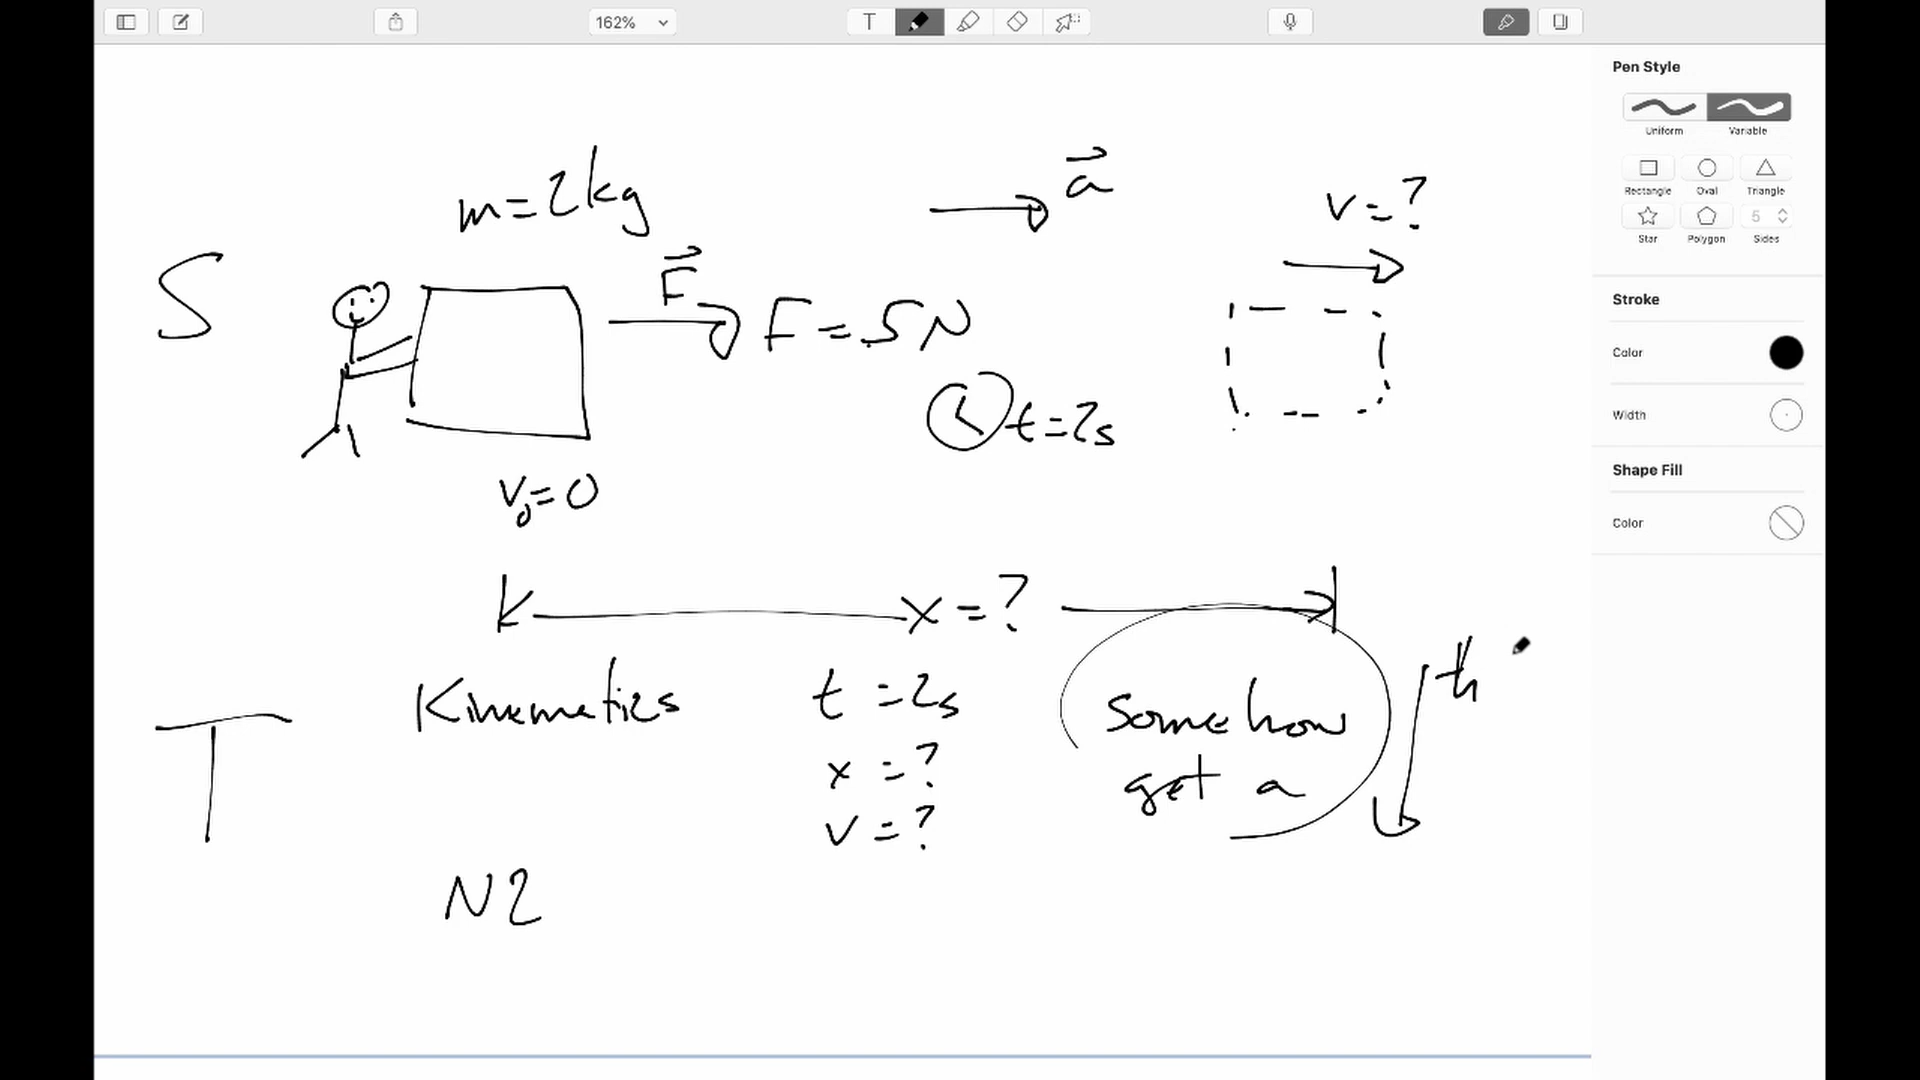 162%
T
Pen Style
Uniform Variable
Rectangle Oval Triangle
5
Star Polygon Sides
Stroke
Color
Width
Shape Fill
Color
m=2kg
a
v=?
S
F
F=5N
t=2s
v0=0
x=?
T
Kinematics
t=2s
x=?
v=?
Somehow
get a
th
N2